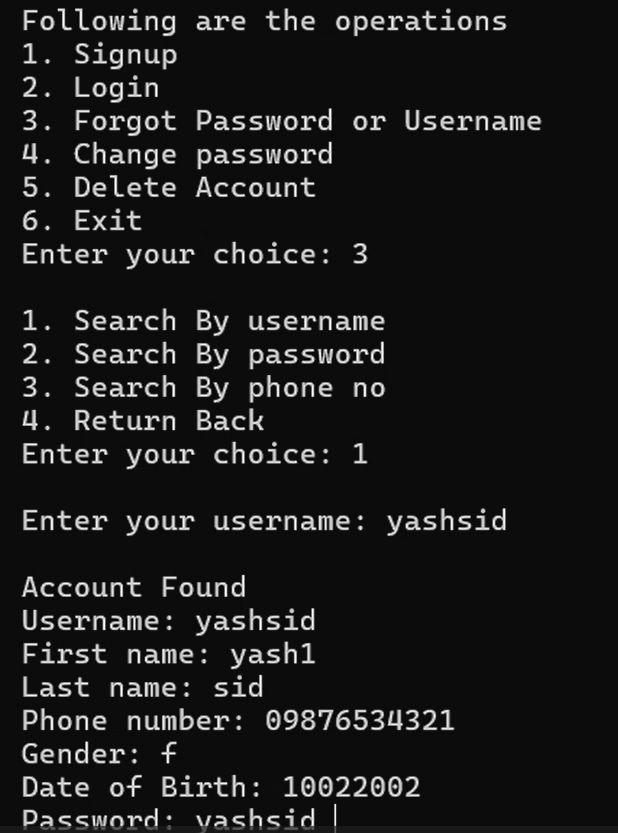 Following are the operations
1. Signup
2. Login
3. Forgot Password or Username
4. Change password
5. Delete Account
6. Exit
Enter your choice: 3
1. Search By username
2. Search By password
3. Search By phone no
4. Return Back
Enter your choice: 1
Enter your username: yashsid
Account Found
Username: yashsid
First name: yash1
Last name: sid
Phone number: 09876534321
Gender: f
Date of Birth: 10022002
Password: yashsid